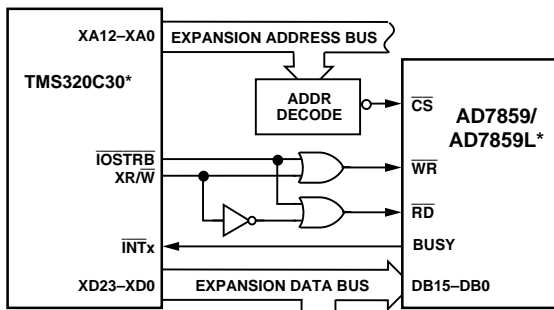 XA12–XA0
EXPANSION ADDRESS BUS
TMS320C30*
ADDR
DECODE
CS
AD7859/
AD7859L*
IOSTRB
XR/W
WR
RD
INTx
BUSY
XD23–XD0
EXPANSION DATA BUS
DB15–DB0